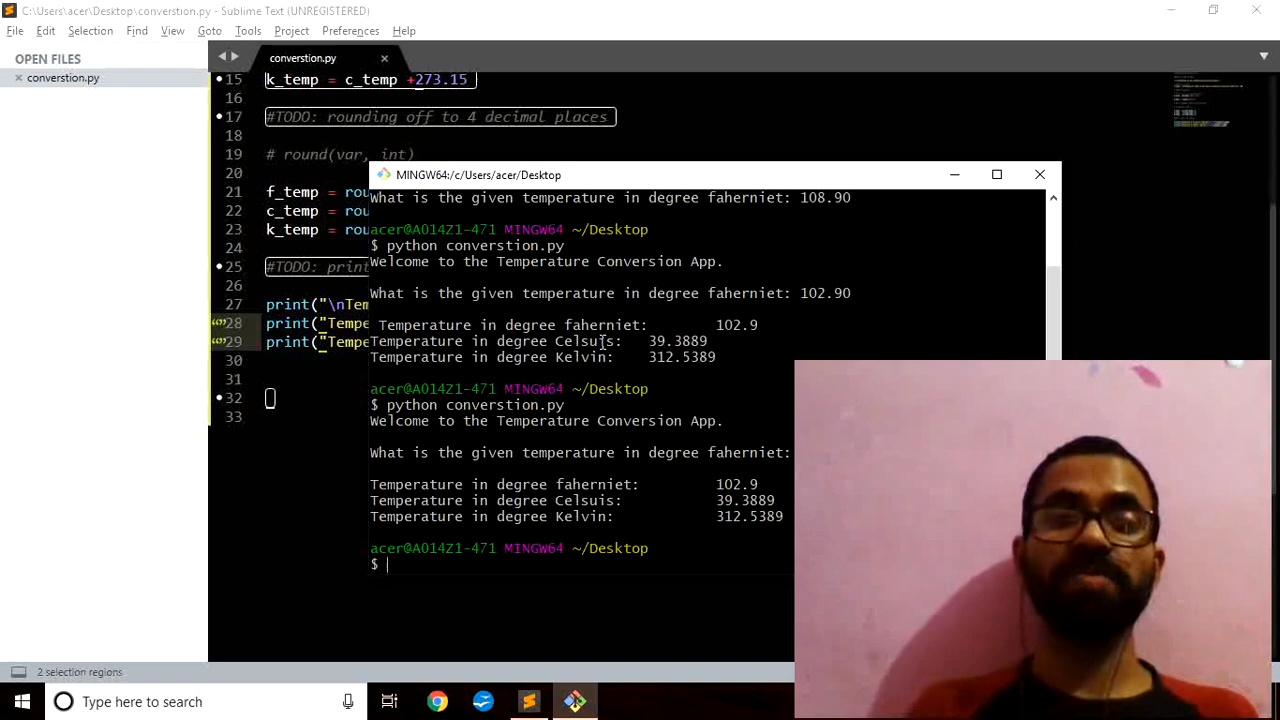 C:\Users\acer\Desktop\converstion.py - Sublime Text (UNREGISTERED)
File Edit Selection Find View Goto Tools Project Preferences Help
OPEN FILES
converstion.py
converstion.py
15 k_temp = c_temp +273.15
16
17 #TODO: rounding off to 4 decimal places
18
19 # round(var, int)
20
21 f_temp = rou
22 c_temp = rou
23 k_temp = rou
24
25 #TODO: print
26
27 print("\nTem
28 print("Tempe
29 print("Tempe
30
31
32
33
MINGW64:/c/Users/acer/Desktop
What is the given temperature in degree faherniet: 108.90
acer@A014Z1-471 MINGW64 ~/Desktop
$ python converstion.py
Welcome to the Temperature Conversion App.
What is the given temperature in degree faherniet: 102.90
Temperature in degree faherniet: 102.9
Temperature in degree Celsuis: 39.3889
Temperature in degree Kelvin: 312.5389
acer@A014Z1-471 MINGW64 ~/Desktop
$ python converstion.py
Welcome to the Temperature Conversion App.
What is the given temperature in degree faherniet:
Temperature in degree faherniet: 102.9
Temperature in degree Celsuis: 39.3889
Temperature in degree Kelvin: 312.5389
acer@A014Z1-471 MINGW64 ~/Desktop
$
2 selection regions
Type here to search